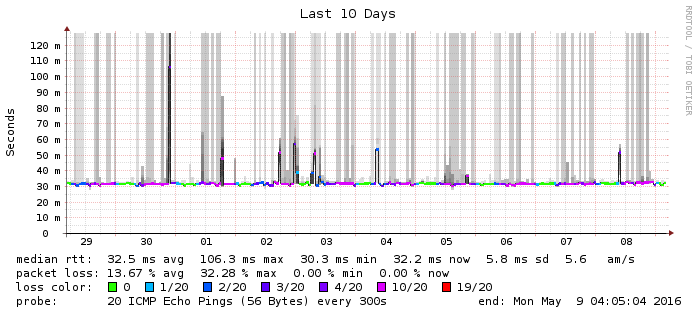 Last 10 Days
RRDTOOL / TOBI OETIKER
Seconds
120 m
110 m
100 m
90 m
80 m
70 m
60 m
50 m
40 m
30 m
20 m
10 m
0
29 30 01 02 03 04 05 06 07 08
median rtt: 32.5 ms avg 106.3 ms max 30.3 ms min 32.2 ms now 5.8 ms sd 5.6 am/s
packet loss: 13.67 % avg 32.28 % max 0.00 % min 0.00 % now
loss color: 0 1/20 2/20 3/20 4/20 10/20 19/20
probe: 20 ICMP Echo Pings (56 Bytes) every 300s end: Mon May 9 04:05:04 2016